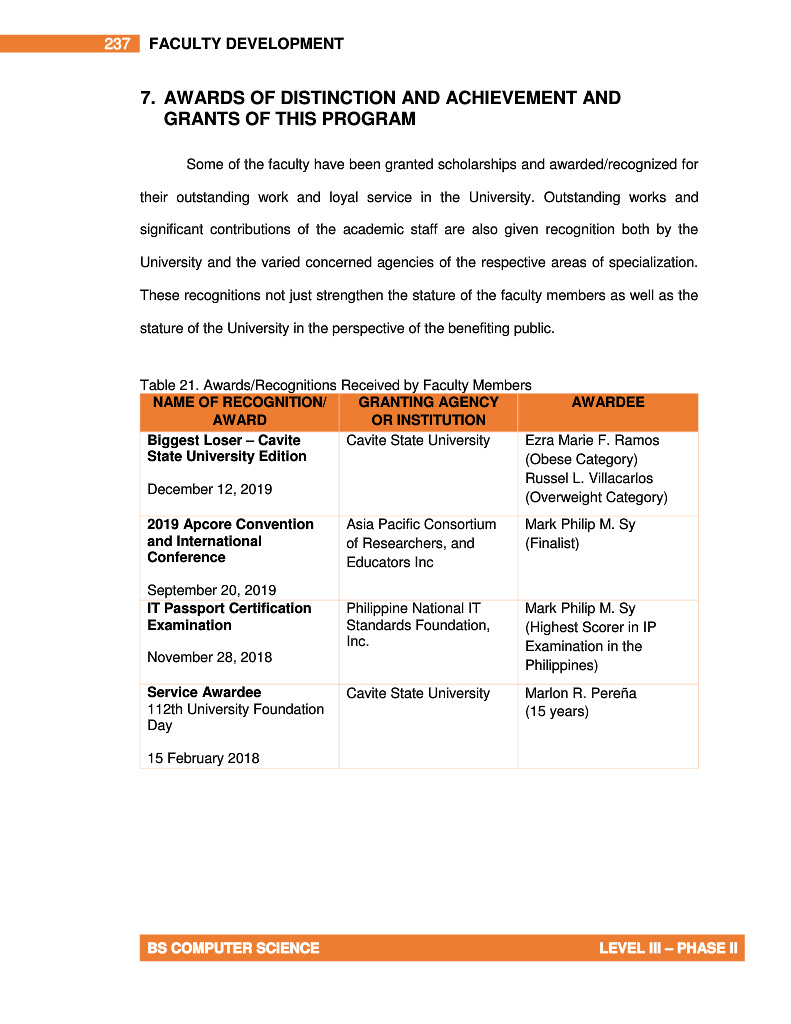 237 FACULTY DEVELOPMENT
7. AWARDS OF DISTINCTION AND ACHIEVEMENT AND
GRANTS OF THIS PROGRAM
Some of the faculty have been granted scholarships and awarded/recognized for
their outstanding work and loyal service in the University. Outstanding works and
significant contributions of the academic staff are also given recognition both by the
University and the varied concerned agencies of the respective areas of specialization.
These recognitions not just strengthen the stature of the faculty members as well as the
stature of the University in the perspective of the benefiting public.
Table 21. Awards/Recognitions Received by Faculty Members
NAME OF RECOGNITION/
AWARD
GRANTING AGENCY
OR INSTITUTION
AWARDEE
Biggest Loser – Cavite
State University Edition
December 12, 2019
Cavite State University
Ezra Marie F. Ramos
(Obese Category)
Russel L. Villacarlos
(Overweight Category)
2019 Apcore Convention
and International
Conference
September 20, 2019
Asia Pacific Consortium
of Researchers, and
Educators Inc
Mark Philip M. Sy
(Finalist)
IT Passport Certification
Examination
November 28, 2018
Philippine National IT
Standards Foundation,
Inc.
Mark Philip M. Sy
(Highest Scorer in IP
Examination in the
Philippines)
Service Awardee
112th University Foundation
Day
15 February 2018
Cavite State University
Marlon R. Pereña
(15 years)
BS COMPUTER SCIENCE LEVEL III – PHASE II